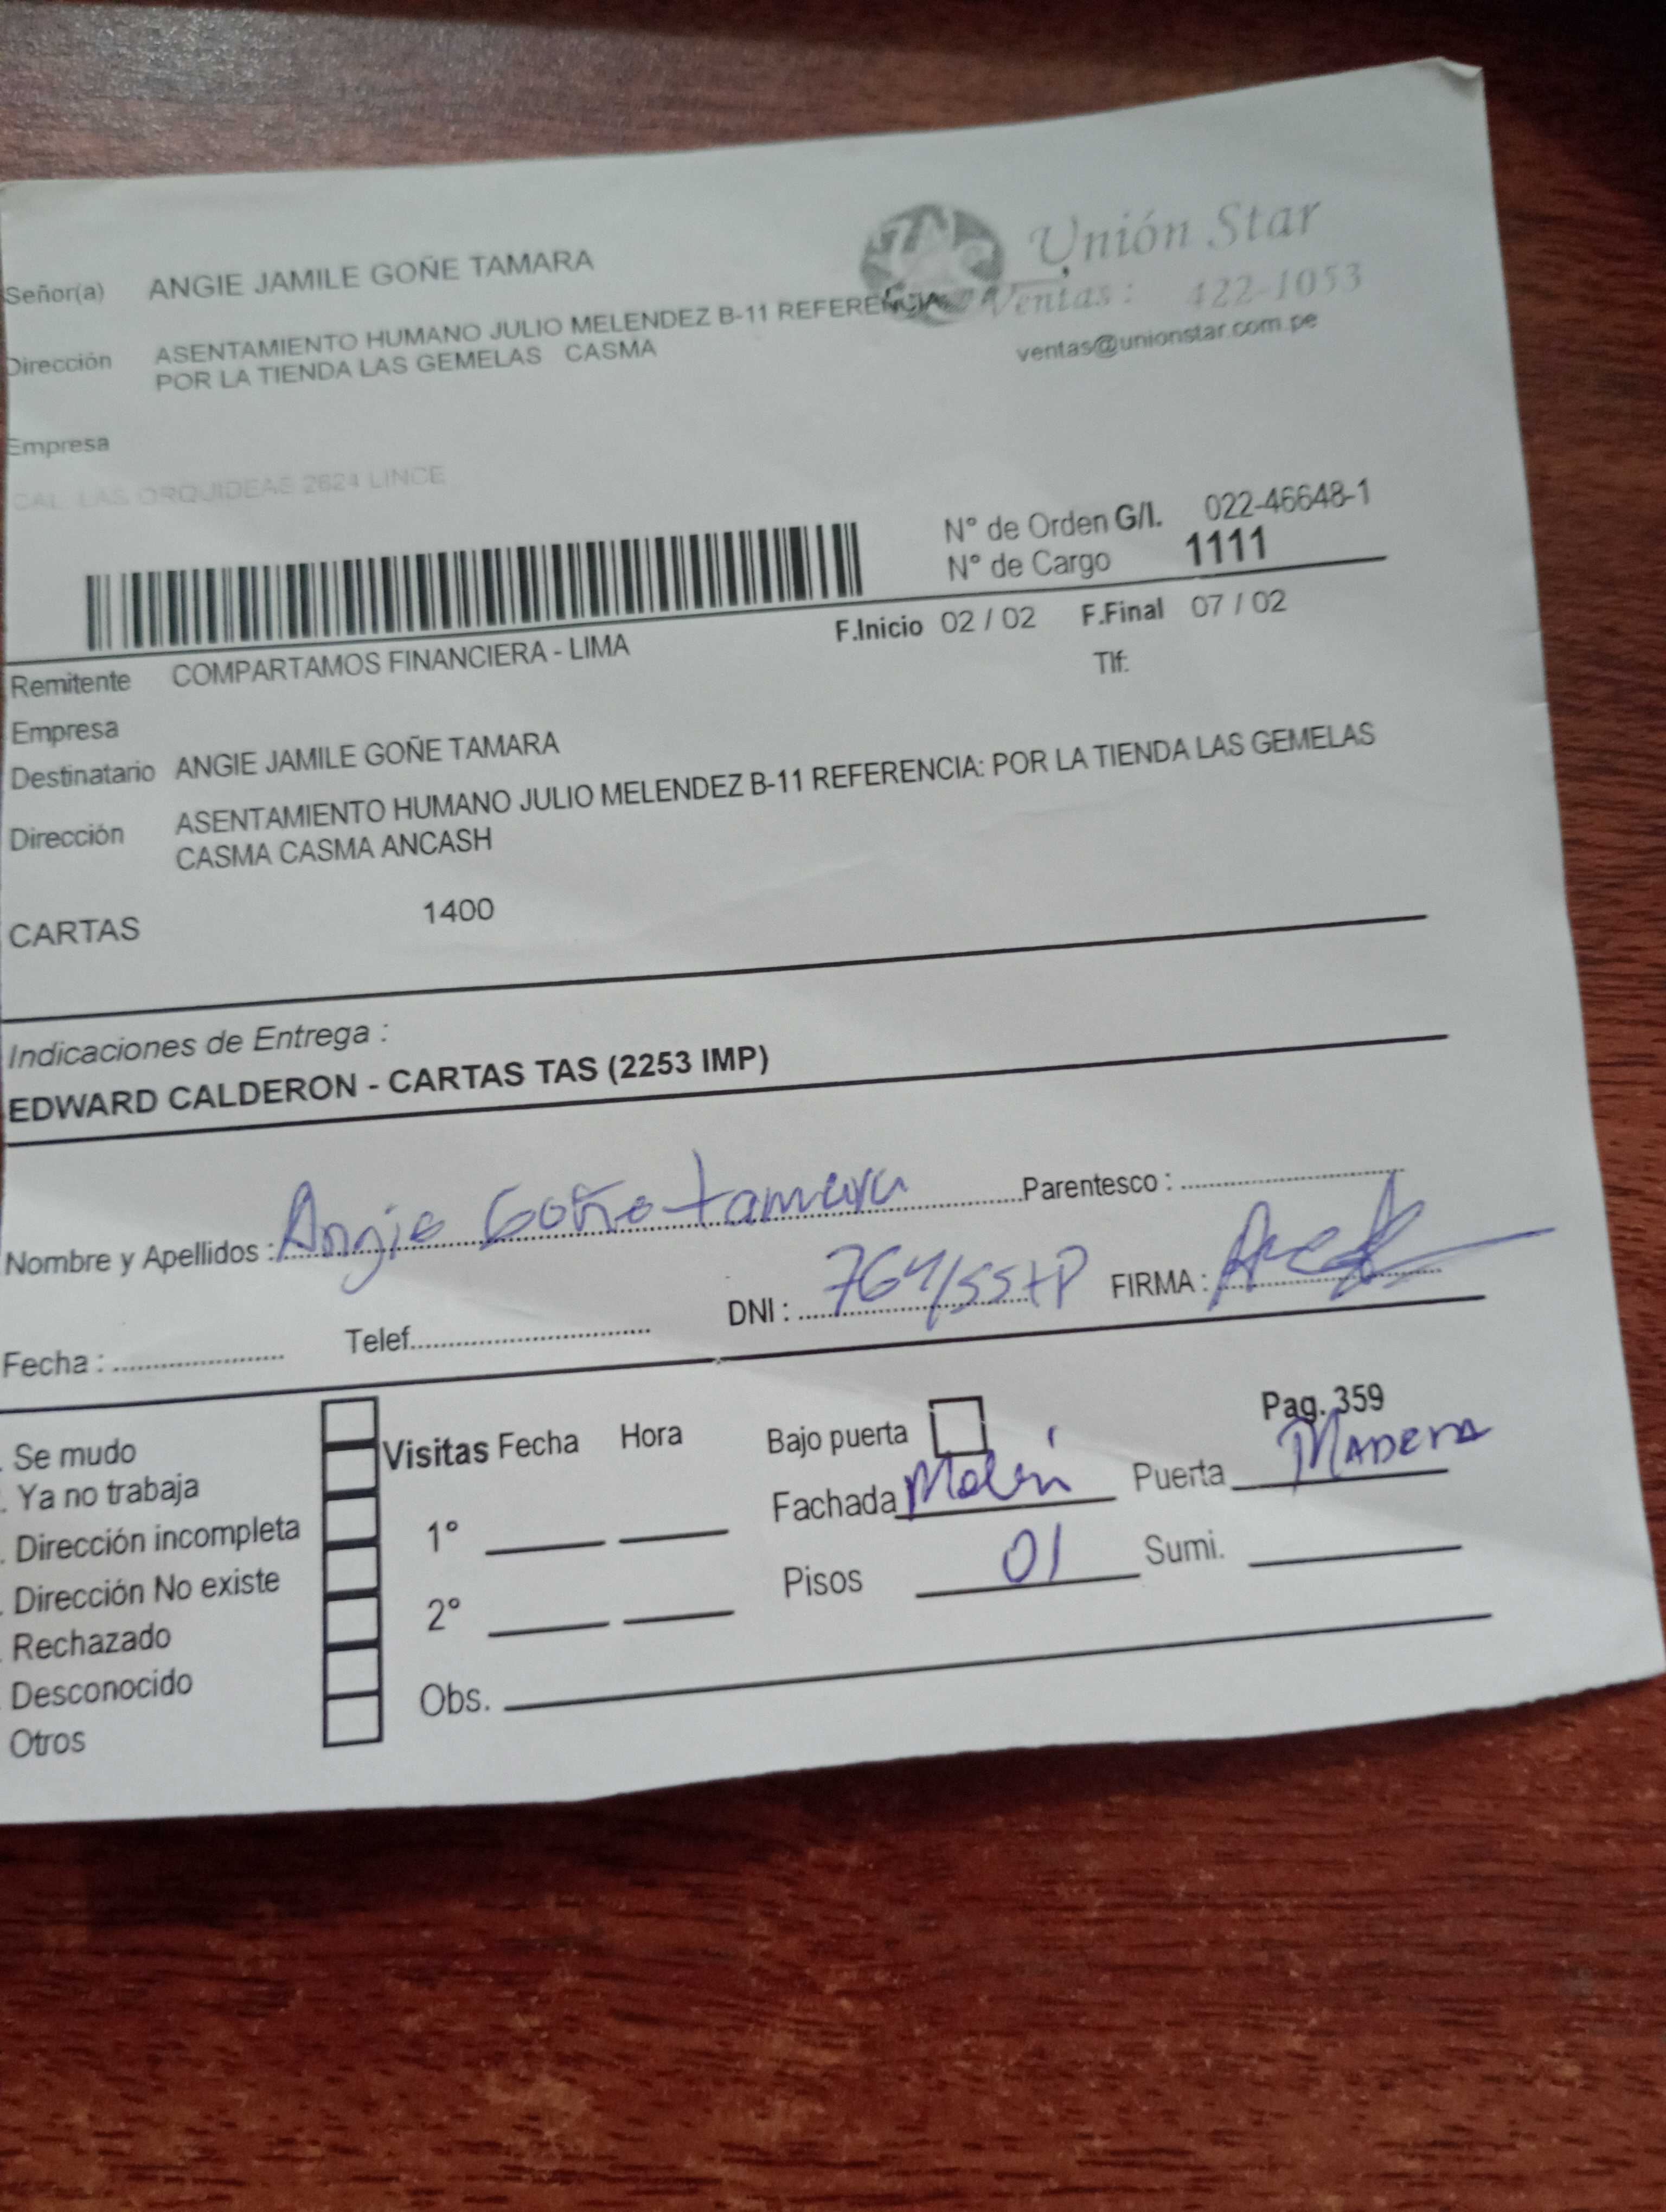 Unión Star
Señor(a) ANGIE JAMILE GOÑE TAMARA
Ventas: 422-1053
Dirección ASENTAMIENTO HUMANO JULIO MELENDEZ B-11 REFERENCIA
POR LA TIENDA LAS GEMELAS CASMA
ventas@unionstar.com.pe
Empresa
CAL. LAS ORQUIDEAS 2624 LINCE
N° de Orden G/I. 022-46648-1
N° de Cargo 1111
F.Inicio 02 / 02 F.Final 07 / 02
Remitente COMPARTAMOS FINANCIERA - LIMA
Tlf:
Empresa
Destinatario ANGIE JAMILE GOÑE TAMARA
Dirección ASENTAMIENTO HUMANO JULIO MELENDEZ B-11 REFERENCIA: POR LA TIENDA LAS GEMELAS
CASMA CASMA ANCASH
CARTAS 1400
Indicaciones de Entrega :
EDWARD CALDERON - CARTAS TAS (2253 IMP)
Nombre y Apellidos : Angie Goñe tamara Parentesco :
Fecha : Telef. DNI : FIRMA :
Pag. 359
Se mudo
Ya no trabaja
Dirección incompleta
Dirección No existe
Rechazado
Desconocido
Otros
Visitas Fecha Hora
1°
2°
Obs.
Bajo puerta
Fachada Puerta MADERA
Pisos 01 Sumi.